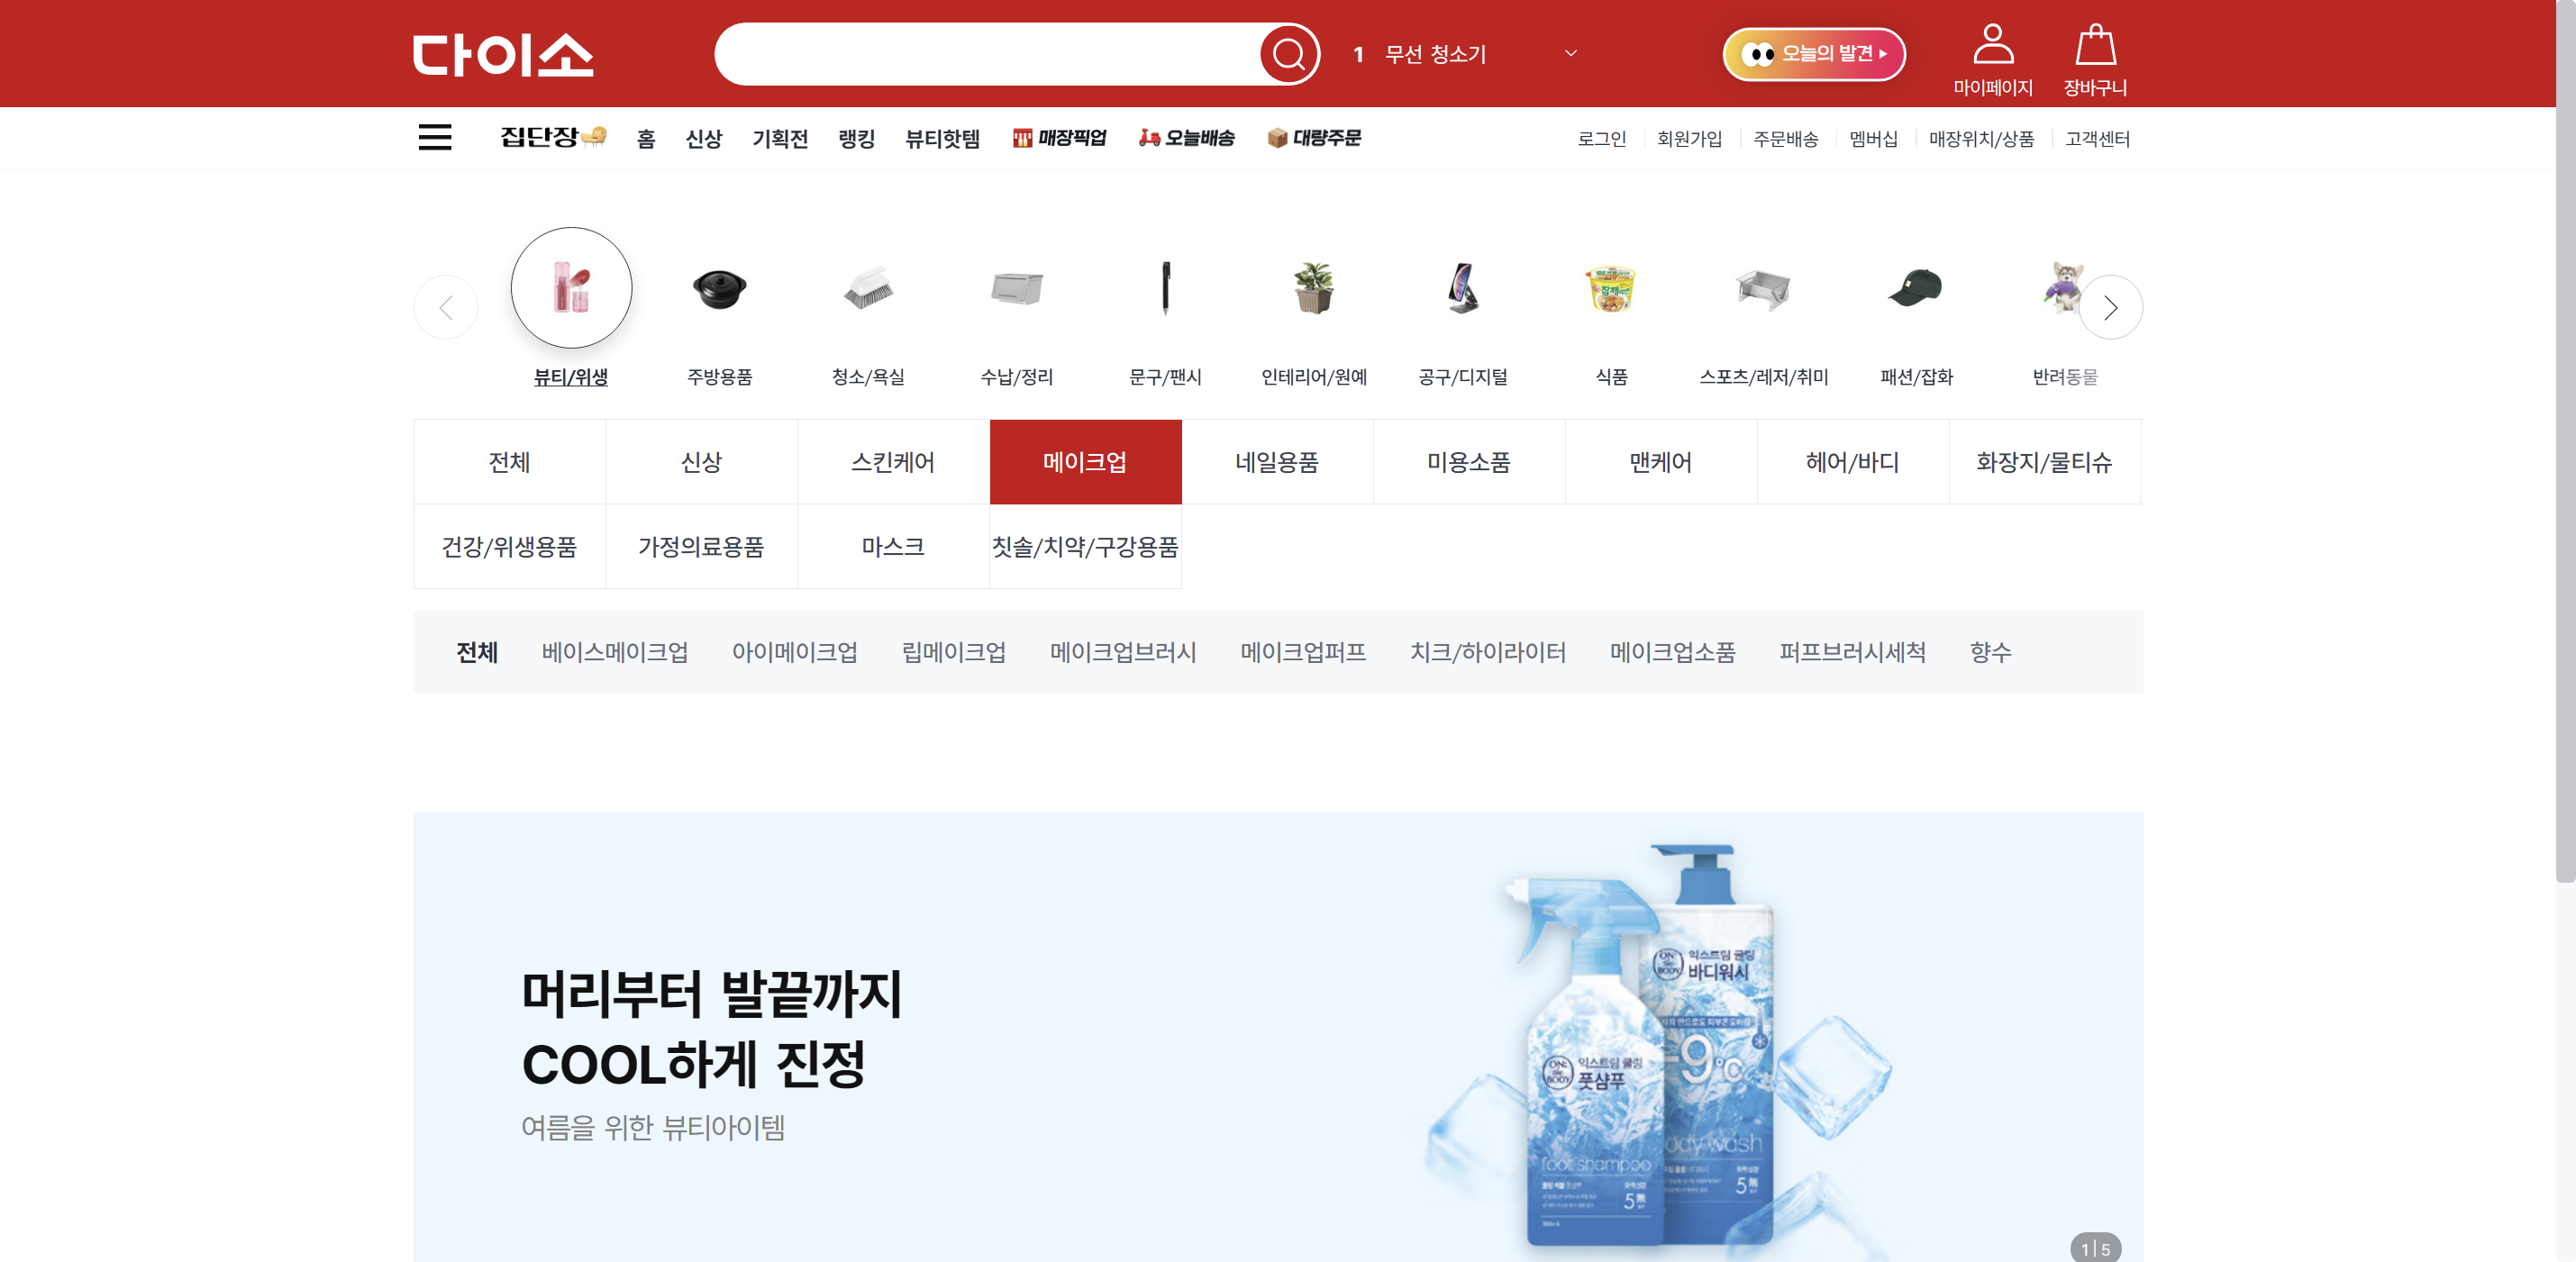 다이소
1 무선 청소기
오늘의 발견
마이페이지
장바구니
집단장 홈 신상 기획전 랭킹 뷰티핫템 매장픽업 오늘배송 대량주문
로그인 회원가입 주문배송 멤버십 매장위치/상품 고객센터
뷰티/위생 주방용품 청소/욕실 수납/정리 문구/팬시 인테리어/원예 공구/디지털 식품 스포츠/레저/취미 패션/잡화 반려동물
전체 신상 스킨케어 메이크업 네일용품 미용소품 맨케어 헤어/바디 화장지/물티슈
건강/위생용품 가정의료용품 마스크 칫솔/치약/구강용품
전체 베이스메이크업 아이메이크업 립메이크업 메이크업브러시 메이크업퍼프 치크/하이라이터 메이크업소품 퍼프브러시세척 향수
머리부터 발끝까지
COOL하게 진정
여름을 위한 뷰티아이템
ON: the BODY
익스트림 쿨링
바디워시
-9℃
body wash
5無
ON: the BODY
익스트림 쿨링
풋샴푸
foot shampoo
5無
1 | 5